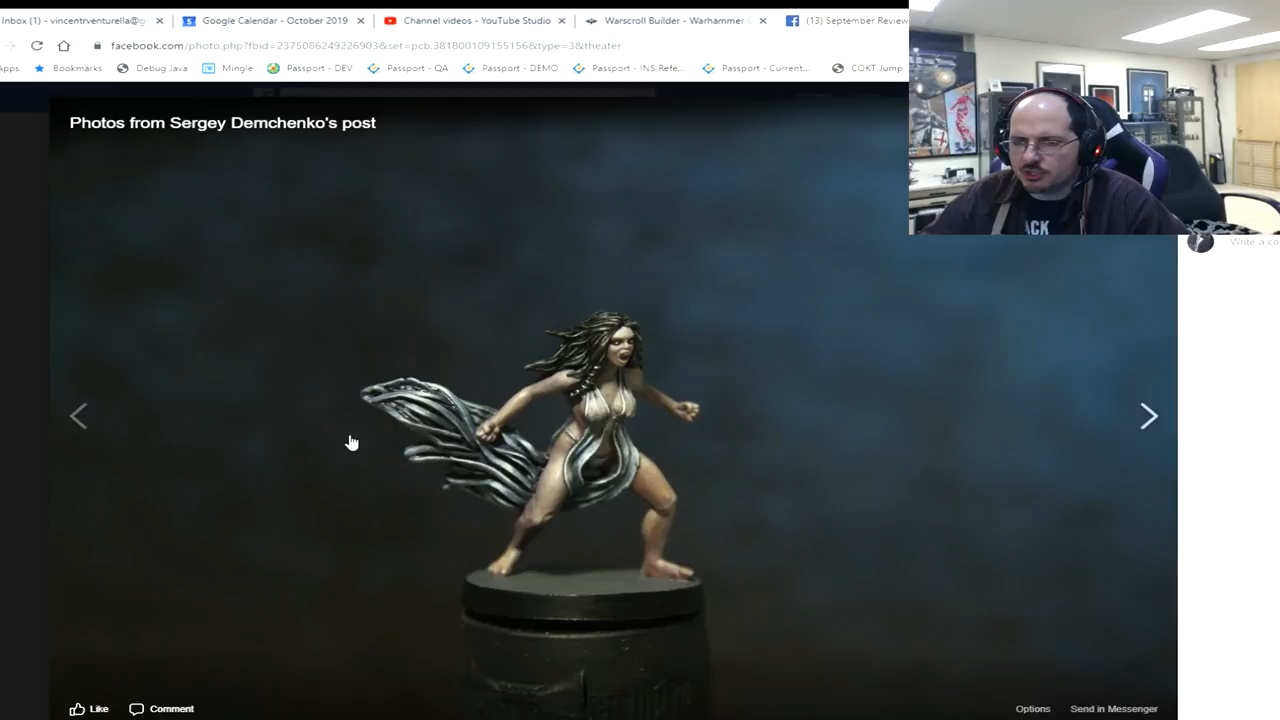 Inbox (1) - vincentrventurella@g
Google Calendar - October 2019
Channel videos - YouTube Studio
Warscroll Builder - Warhammer
(13) September Review
facebook.com/photo.php?fbid=2375086249226903&set=pcb.381800109155156&type=3&theater
Apps
Bookmarks
Debug Java
Mingle
Passport - DEV
Passport - QA
Passport - DEMO
Passport - INS Refe...
Passport - Current...
COKT Jump
Photos from Sergey Demchenko's post
ACK
Write a co
Like
Comment
Options
Send in Messenger